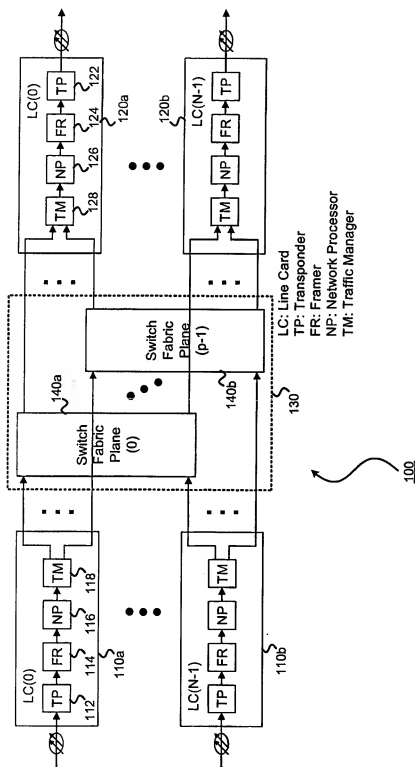 LC(0)
TP
FR
NP
TM
112
114
116
118
110a
LC(N-1)
TP
FR
NP
TM
110b
Switch
Fabric
Plane
(0)
140a
Switch
Fabric
Plane
(p-1)
140b
130
LC(0)
TM
NP
FR
TP
128
126
124
122
120a
120b
LC(N-1)
TM
NP
FR
TP
LC: Line Card
TP: Transponder
FR: Framer
NP: Network Processor
TM: Traffic Manager
100